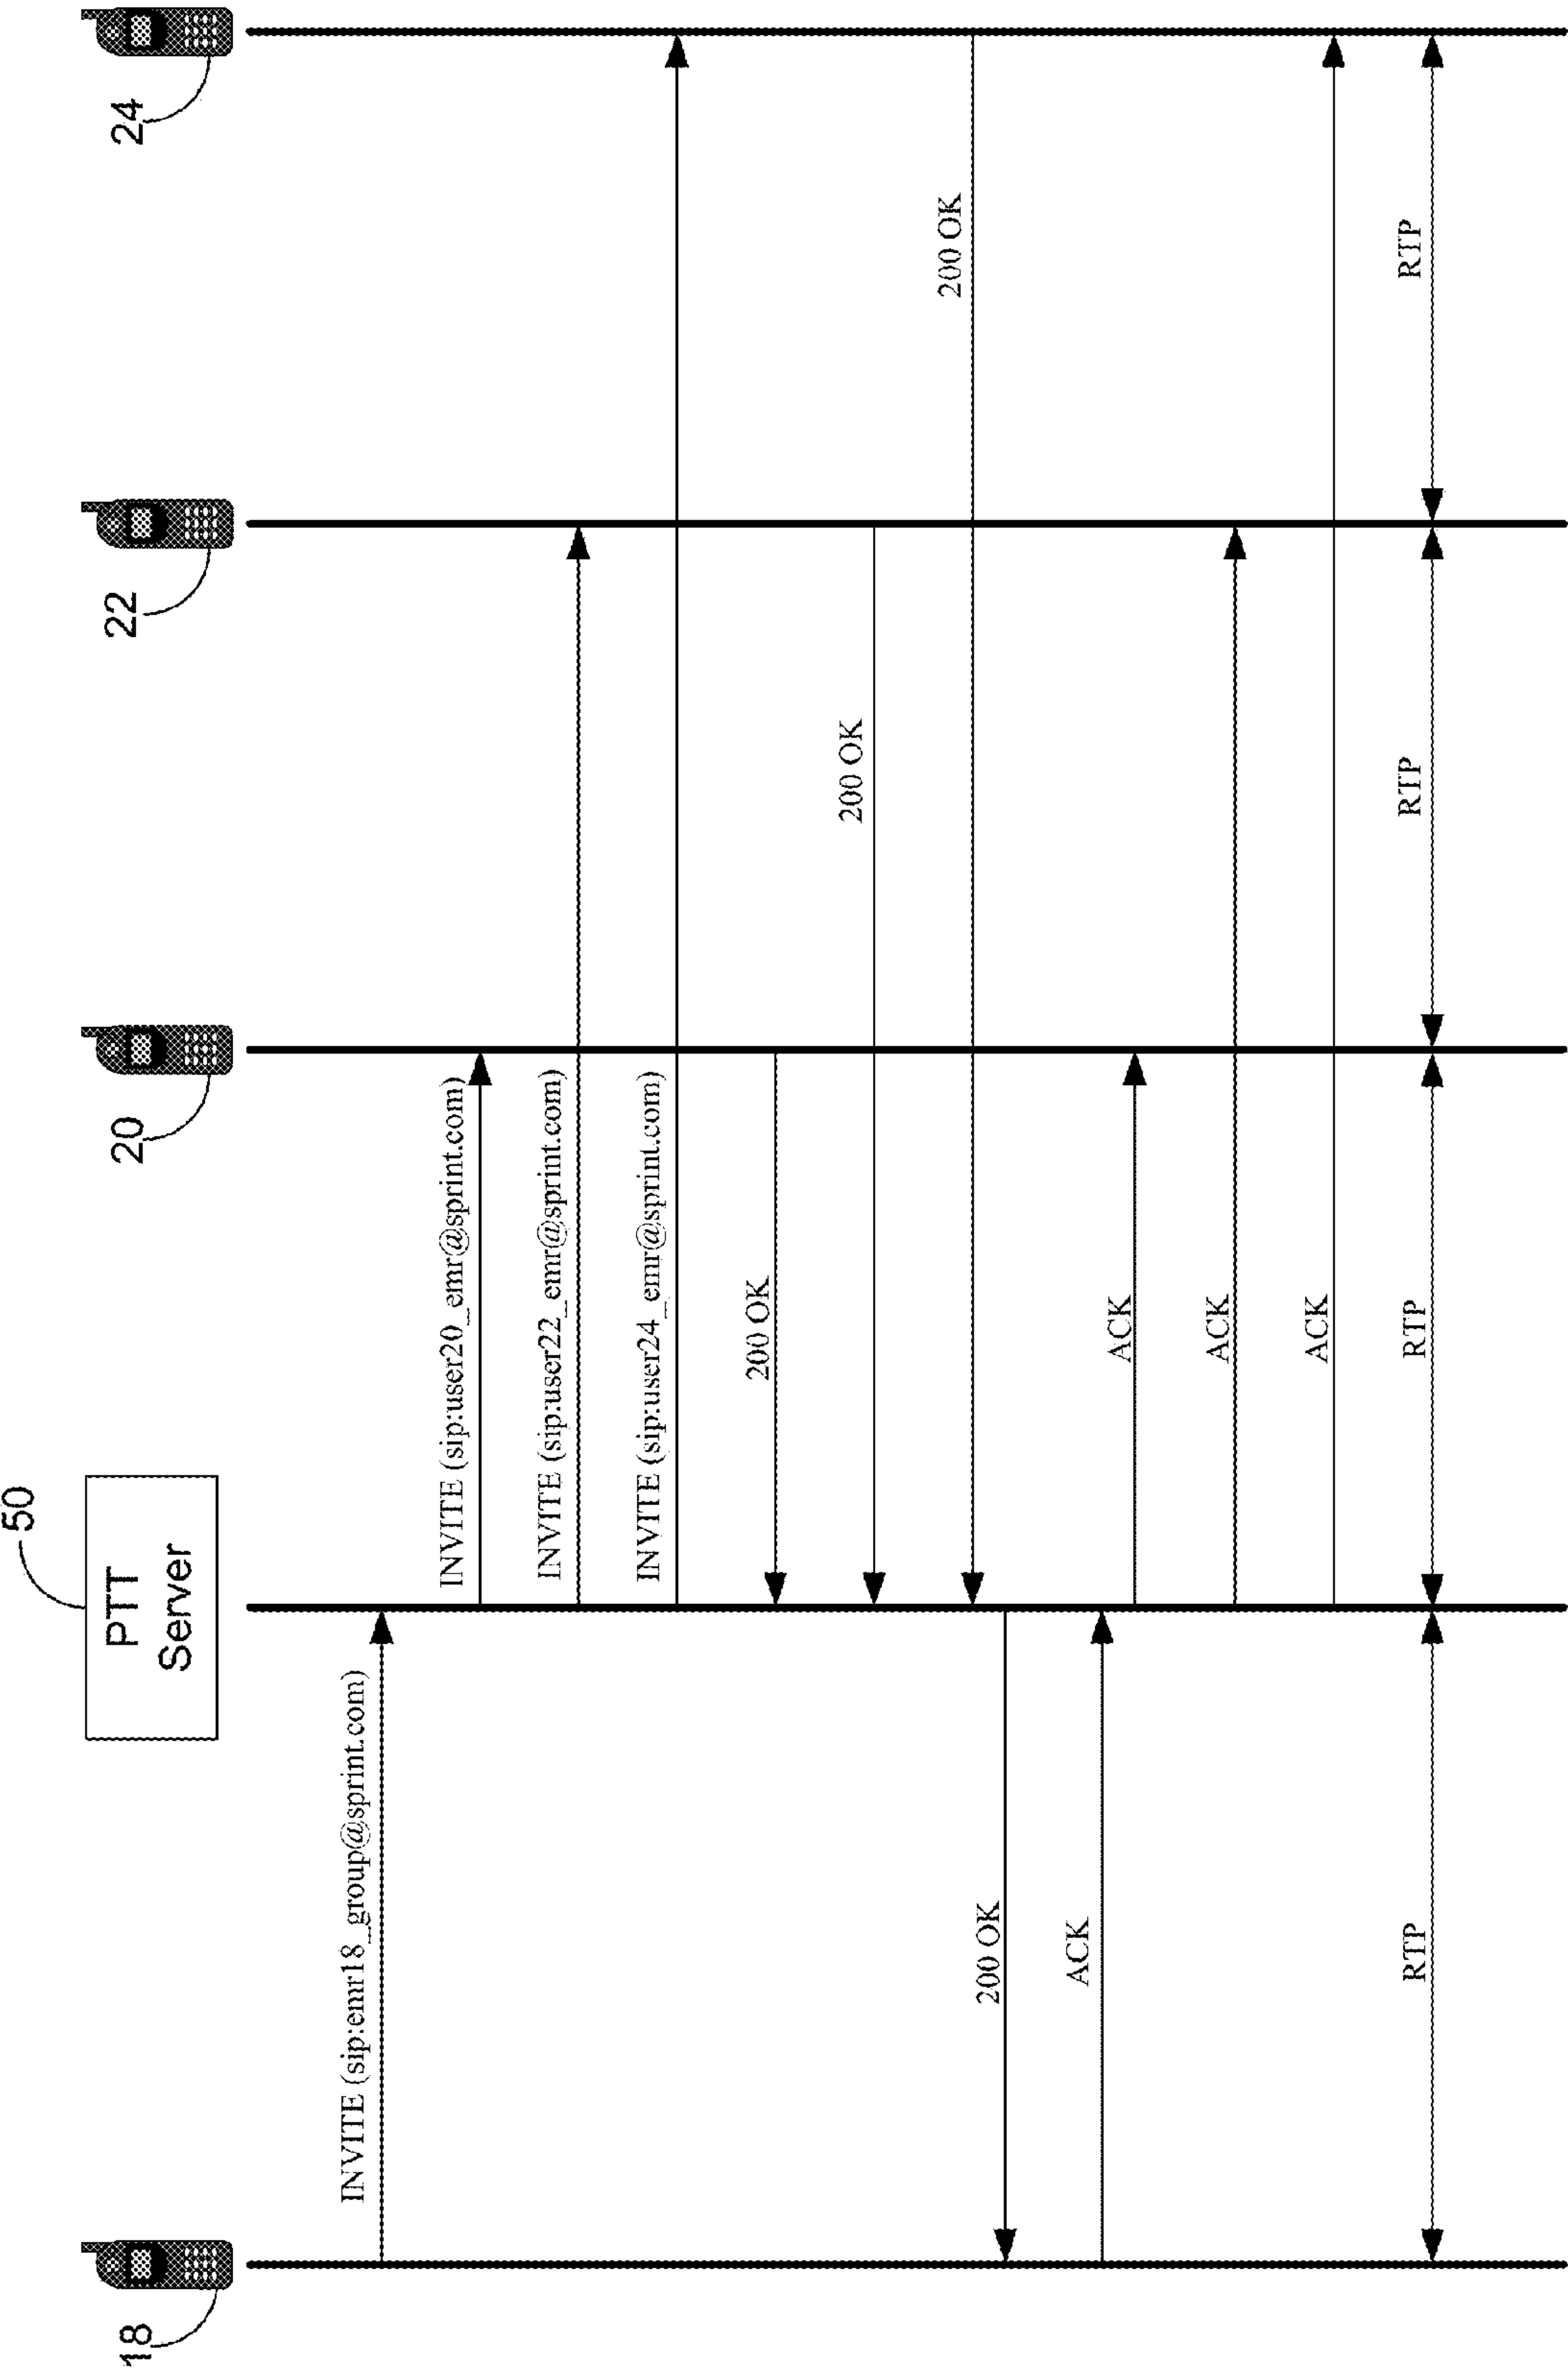 18
50
PTT
Server
20
22
24
INVITE (sip:emr18_group@sprint.com)
INVITE (sip:user20_emr@sprint.com)
INVITE (sip:user22_emr@sprint.com)
INVITE (sip:user24_emr@sprint.com)
200 OK
200 OK
200 OK
200 OK
ACK
ACK
ACK
ACK
RTP
RTP
RTP
RTP